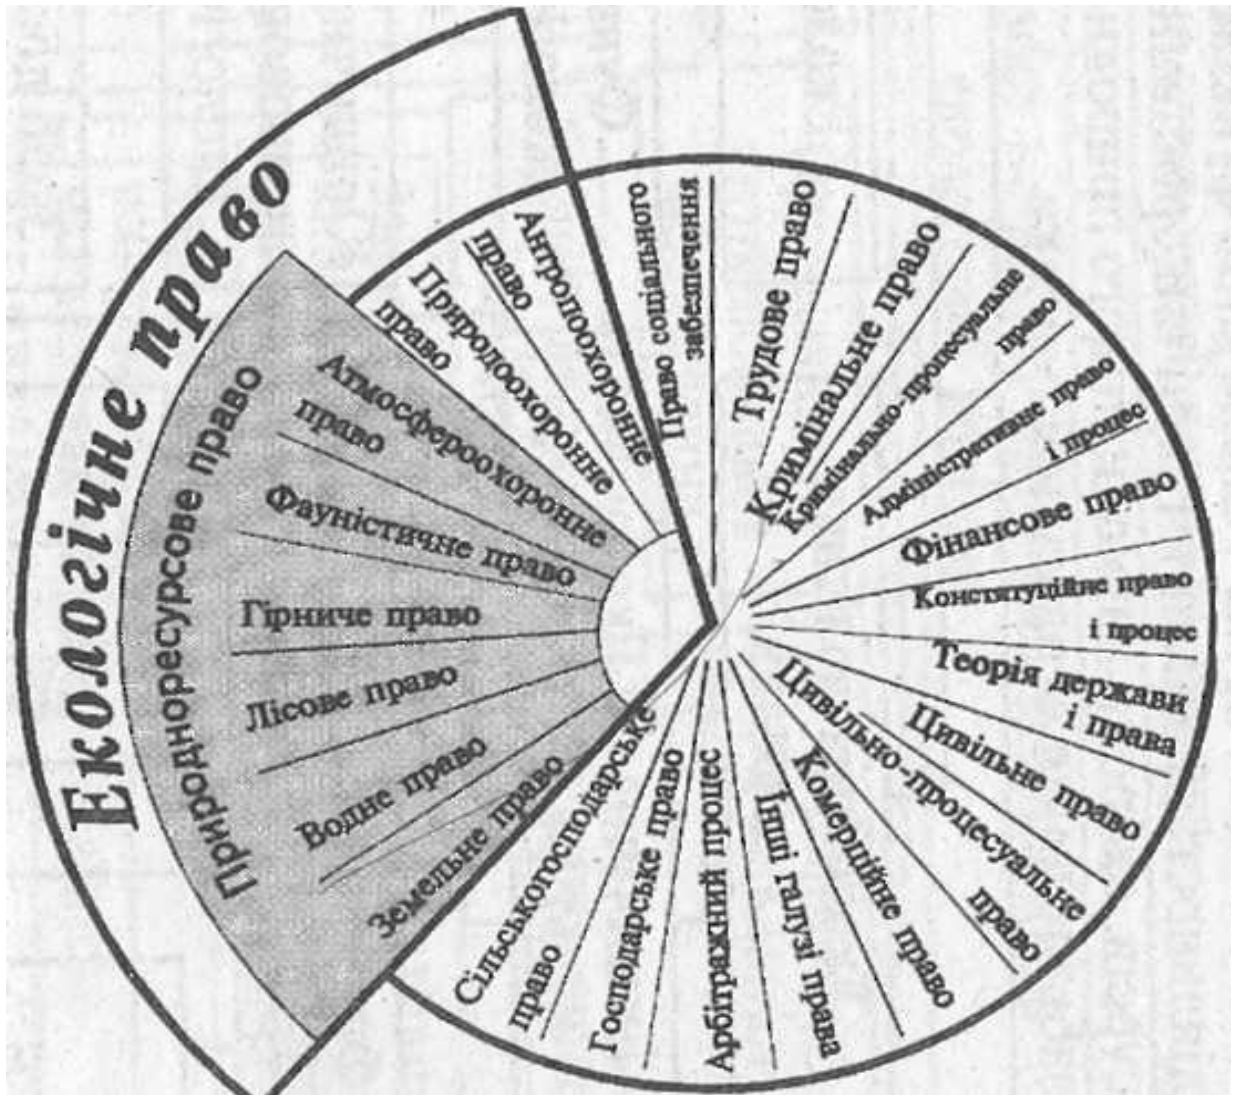 Екологічне право
Природноресурсове право
Антропоохоронне
право
Природоохоронне
право
Атмосфероохоронне
право
Фауністичне право
Гірниче право
Лісове право
Водне право
Земельне право
Право соціального
забезпечення
Трудове право
Кримінальне право
Кримінально-процесуальне
право
Адміністративне право
і процес
Фінансове право
Конституційне право
і процес
Теорія держави
і права
Цивільне право
Цивільно-процесуальне
право
Комерційне право
Інші галузі права
Арбітражний процес
Господарське право
Сільськогосподарське
право